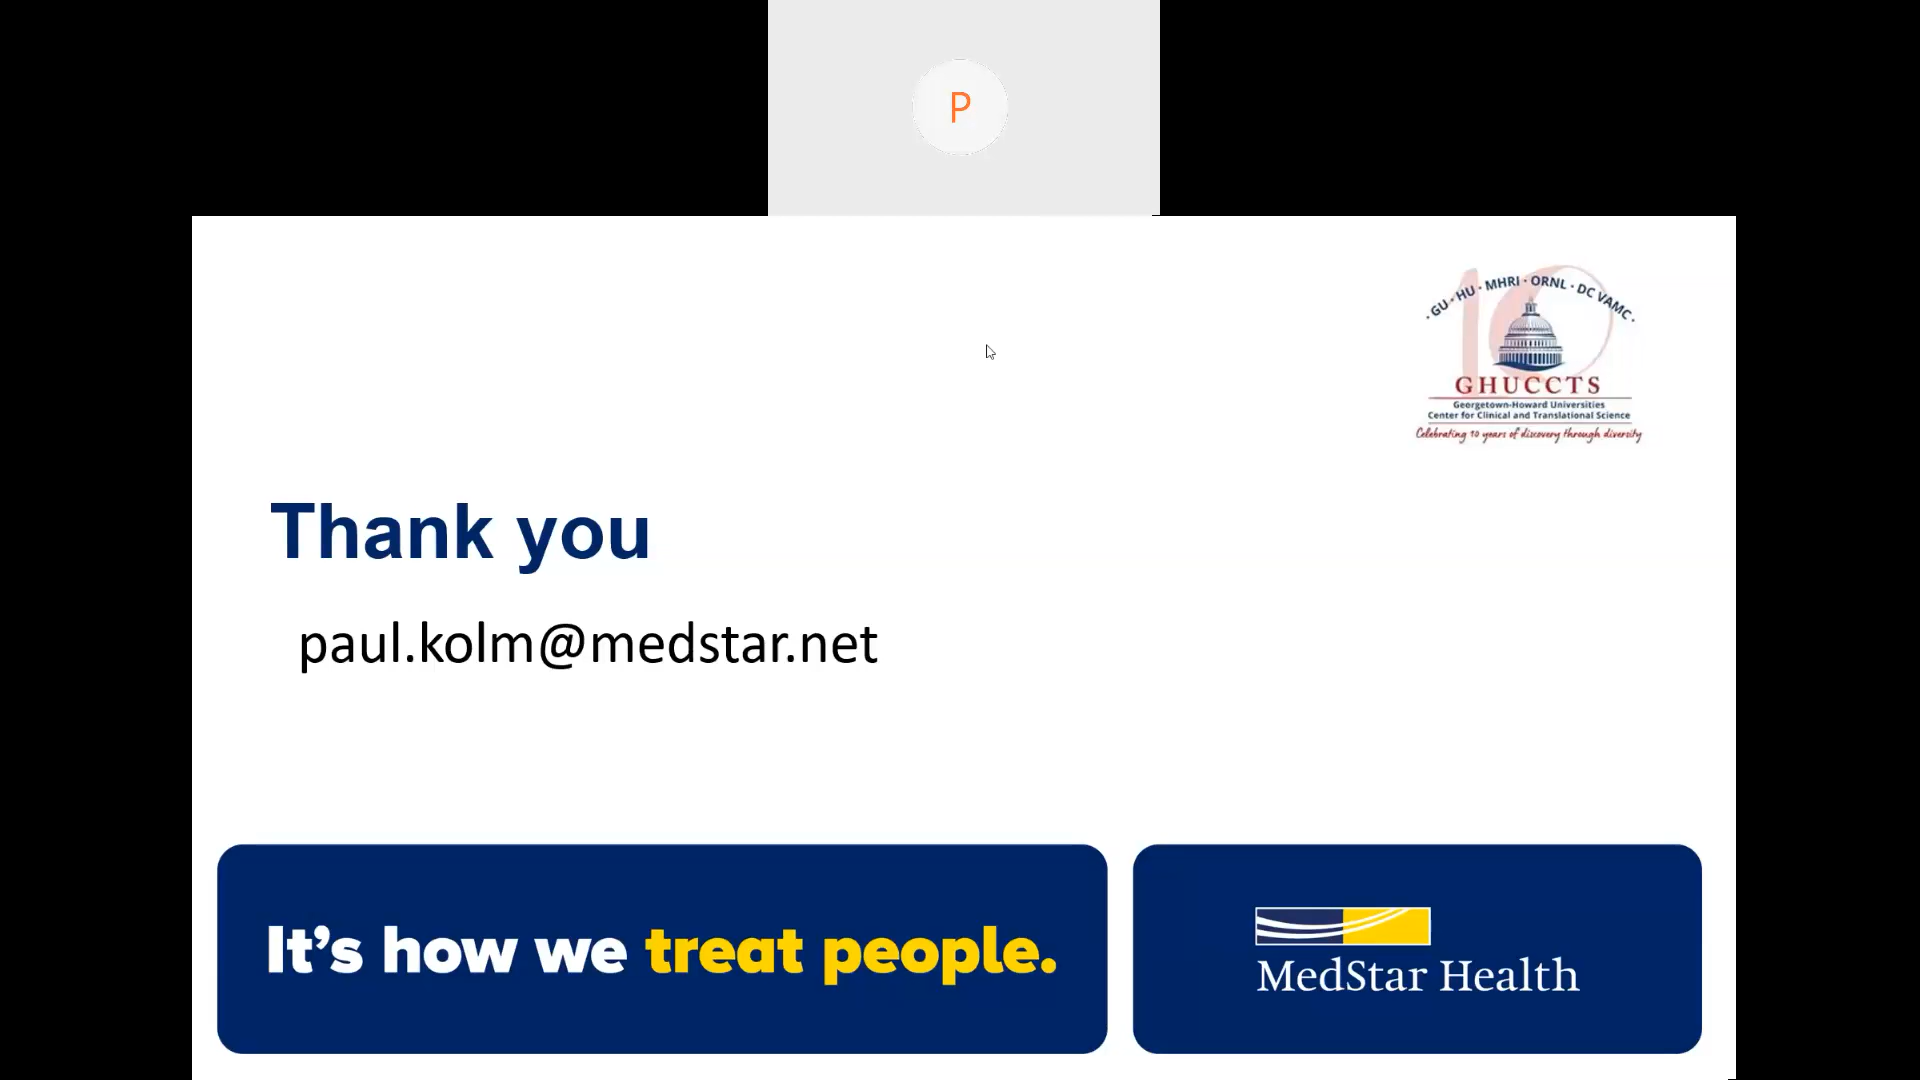 P
· GU · HU · MHRI · ORNL · DC VAMC ·
10
GHUCCTS
Georgetown-Howard Universities
Center for Clinical and Translational Science
Celebrating 10 years of discovery through diversity
Thank you
paul.kolm@medstar.net
It's how we treat people.
MedStar Health